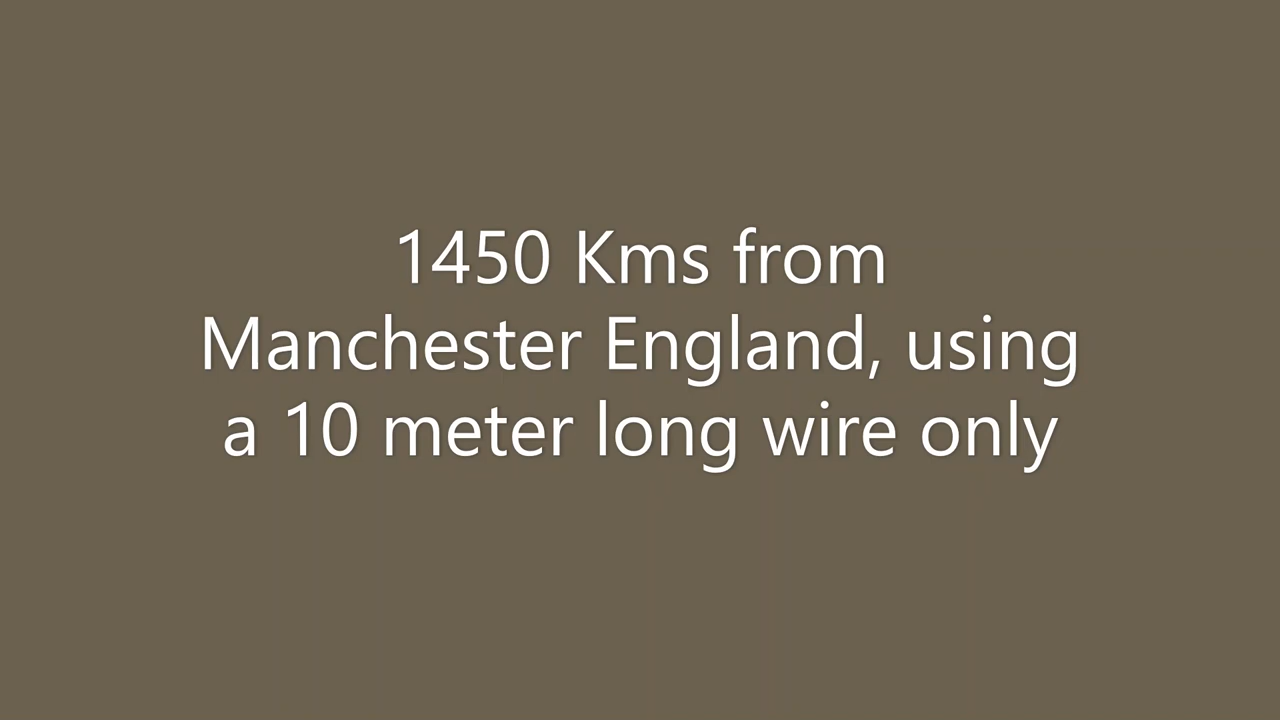 1450 Kms from
Manchester England, using
a 10 meter long wire only